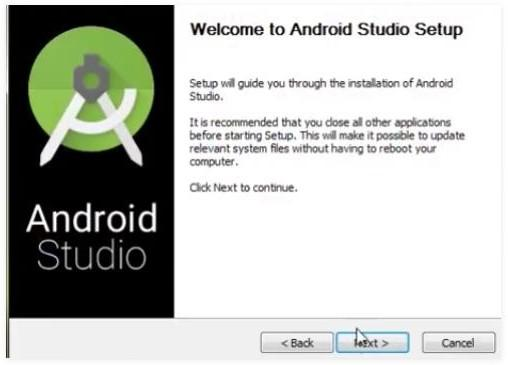 Welcome to Android Studio Setup
Setup will guide you through the installation of Android
Studio.
It is recommended that you close all other applications
before starting Setup. This will make it possible to update
relevant system files without having to reboot your
computer.
Click Next to continue.
Android
Studio
< Back
Next >
Cancel